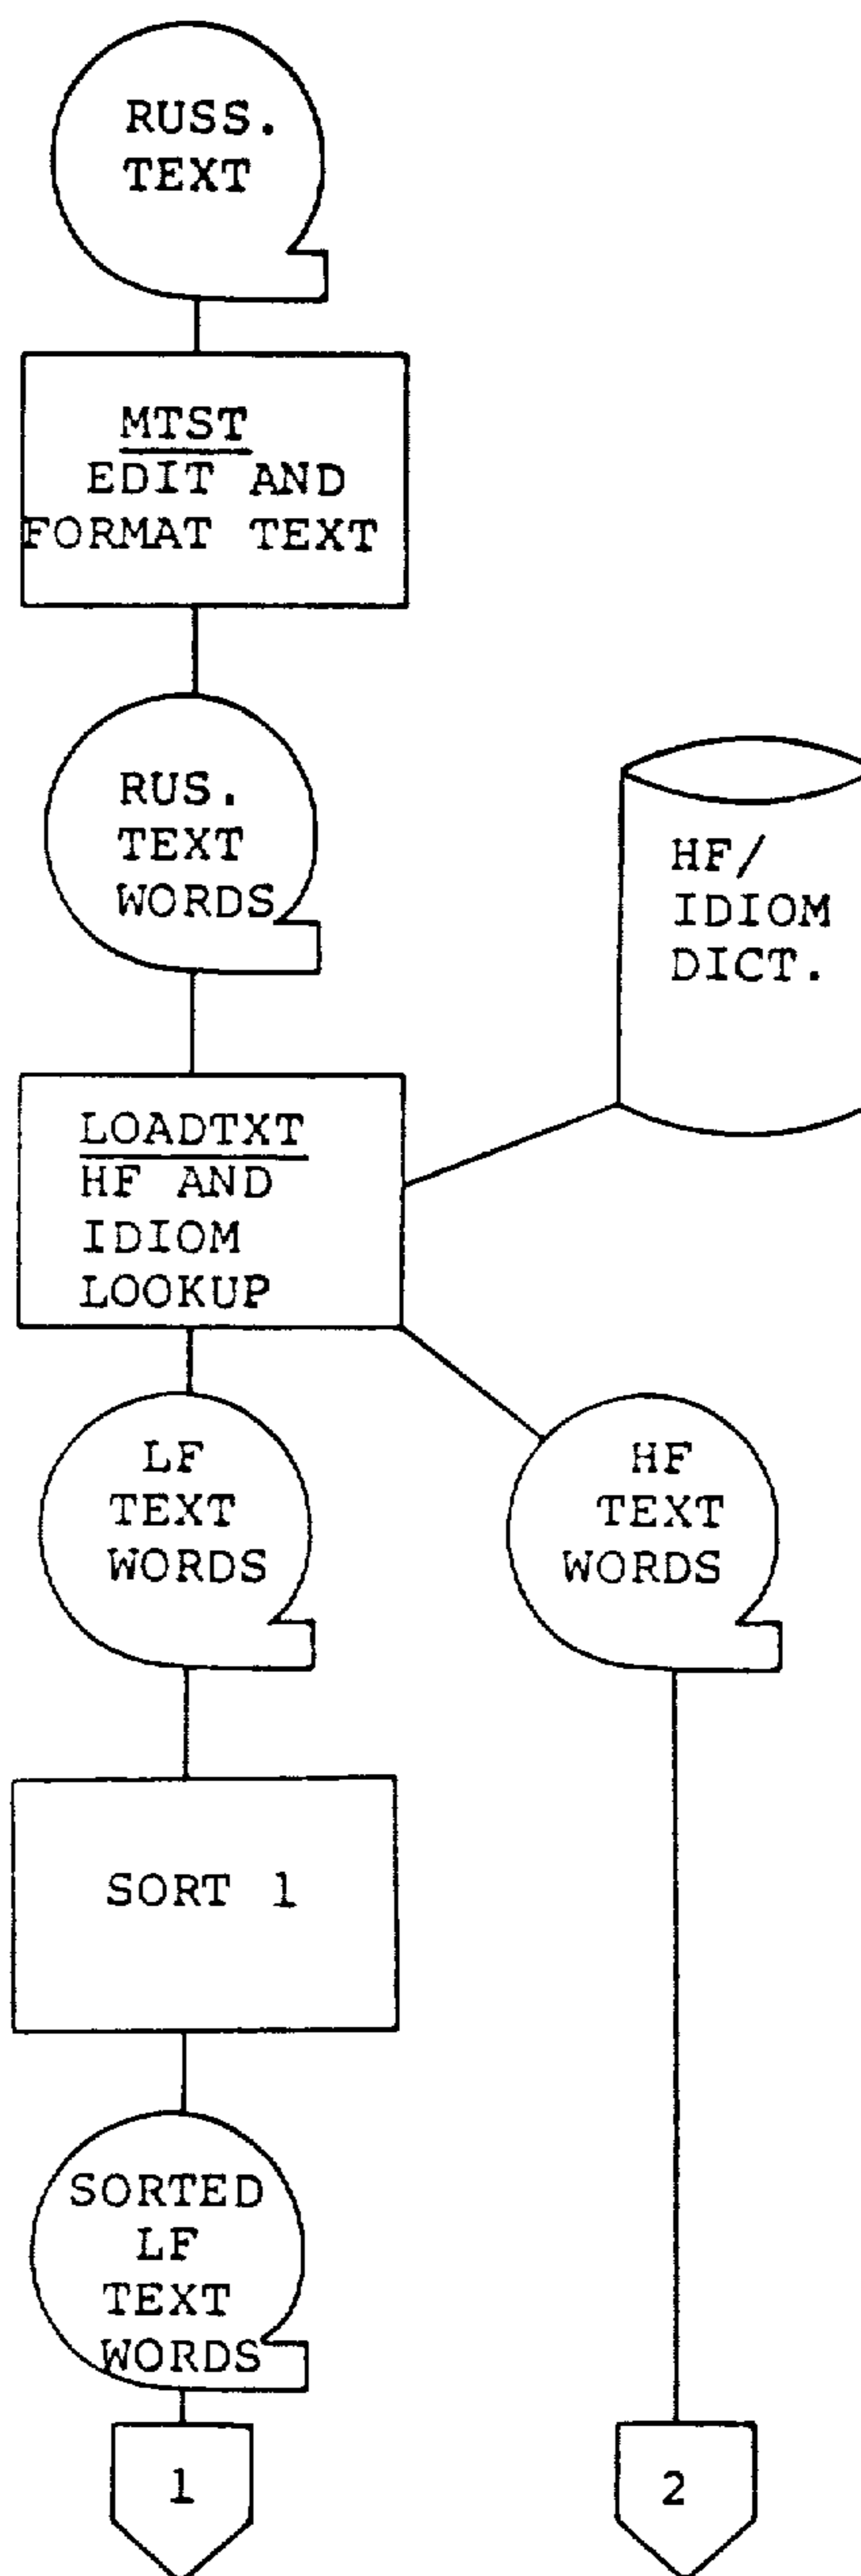 RUSS.
TEXT
MTST
EDIT AND
FORMAT TEXT
RUS.
TEXT
WORDS
HF/
IDIOM
DICT.
LOADTXT
HF AND
IDIOM
LOOKUP
LF
TEXT
WORDS
HF
TEXT
WORDS
SORT 1
SORTED
LF
TEXT
WORDS
1
2